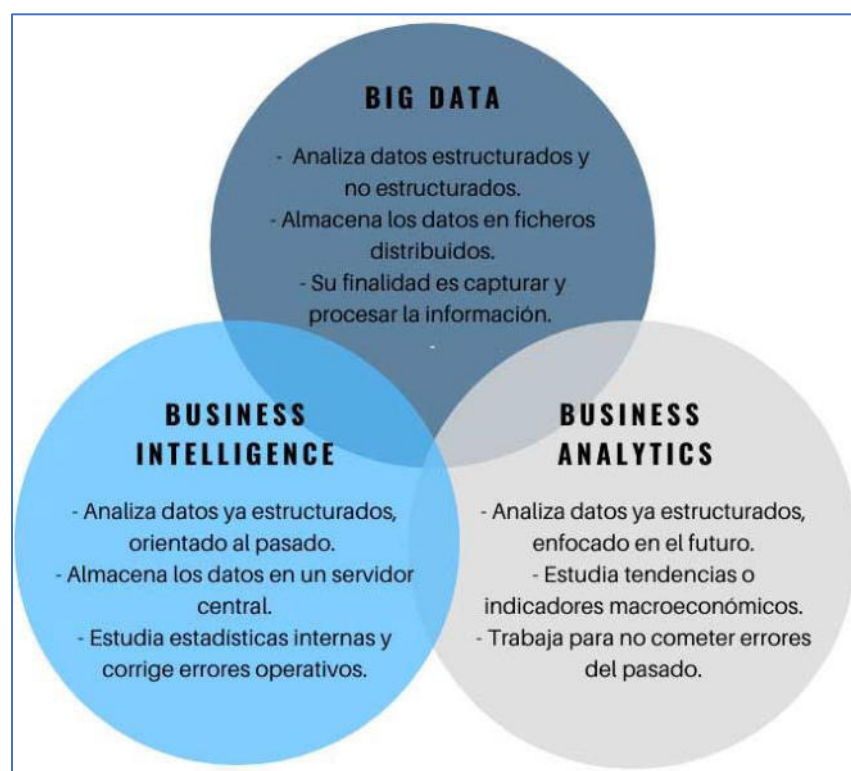 BIG DATA
- Analiza datos estructurados y
no estructurados.
- Almacena los datos en ficheros
distribuidos.
- Su finalidad es capturar y
procesar la información.
-
BUSINESS
INTELLIGENCE
- Analiza datos ya estructurados,
orientado al pasado.
- Almacena los datos en un servidor
central.
- Estudia estadísticas internas y
corrige errores operativos.
BUSINESS
ANALYTICS
- Analiza datos ya estructurados,
enfocado en el futuro.
- Estudia tendencias o
indicadores macroeconómicos.
- Trabaja para no cometer errores
del pasado.